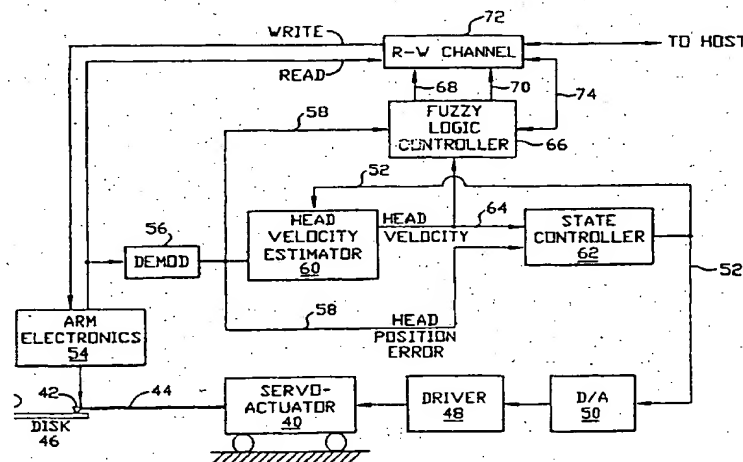 72
WRITE
R-W CHANNEL
TO HOST
READ
68
70
74
58
FUZZY
LOGIC
CONTROLLER
66
52
56
DEMOD
HEAD
VELOCITY
ESTIMATOR
60
HEAD
VELOCITY
64
STATE
CONTROLLER
62
52
58
HEAD
POSITION
ERROR
ARM
ELECTRONICS
54
42
44
DISK
46
SERVO-
ACTUATOR
40
DRIVER
48
D/A
50